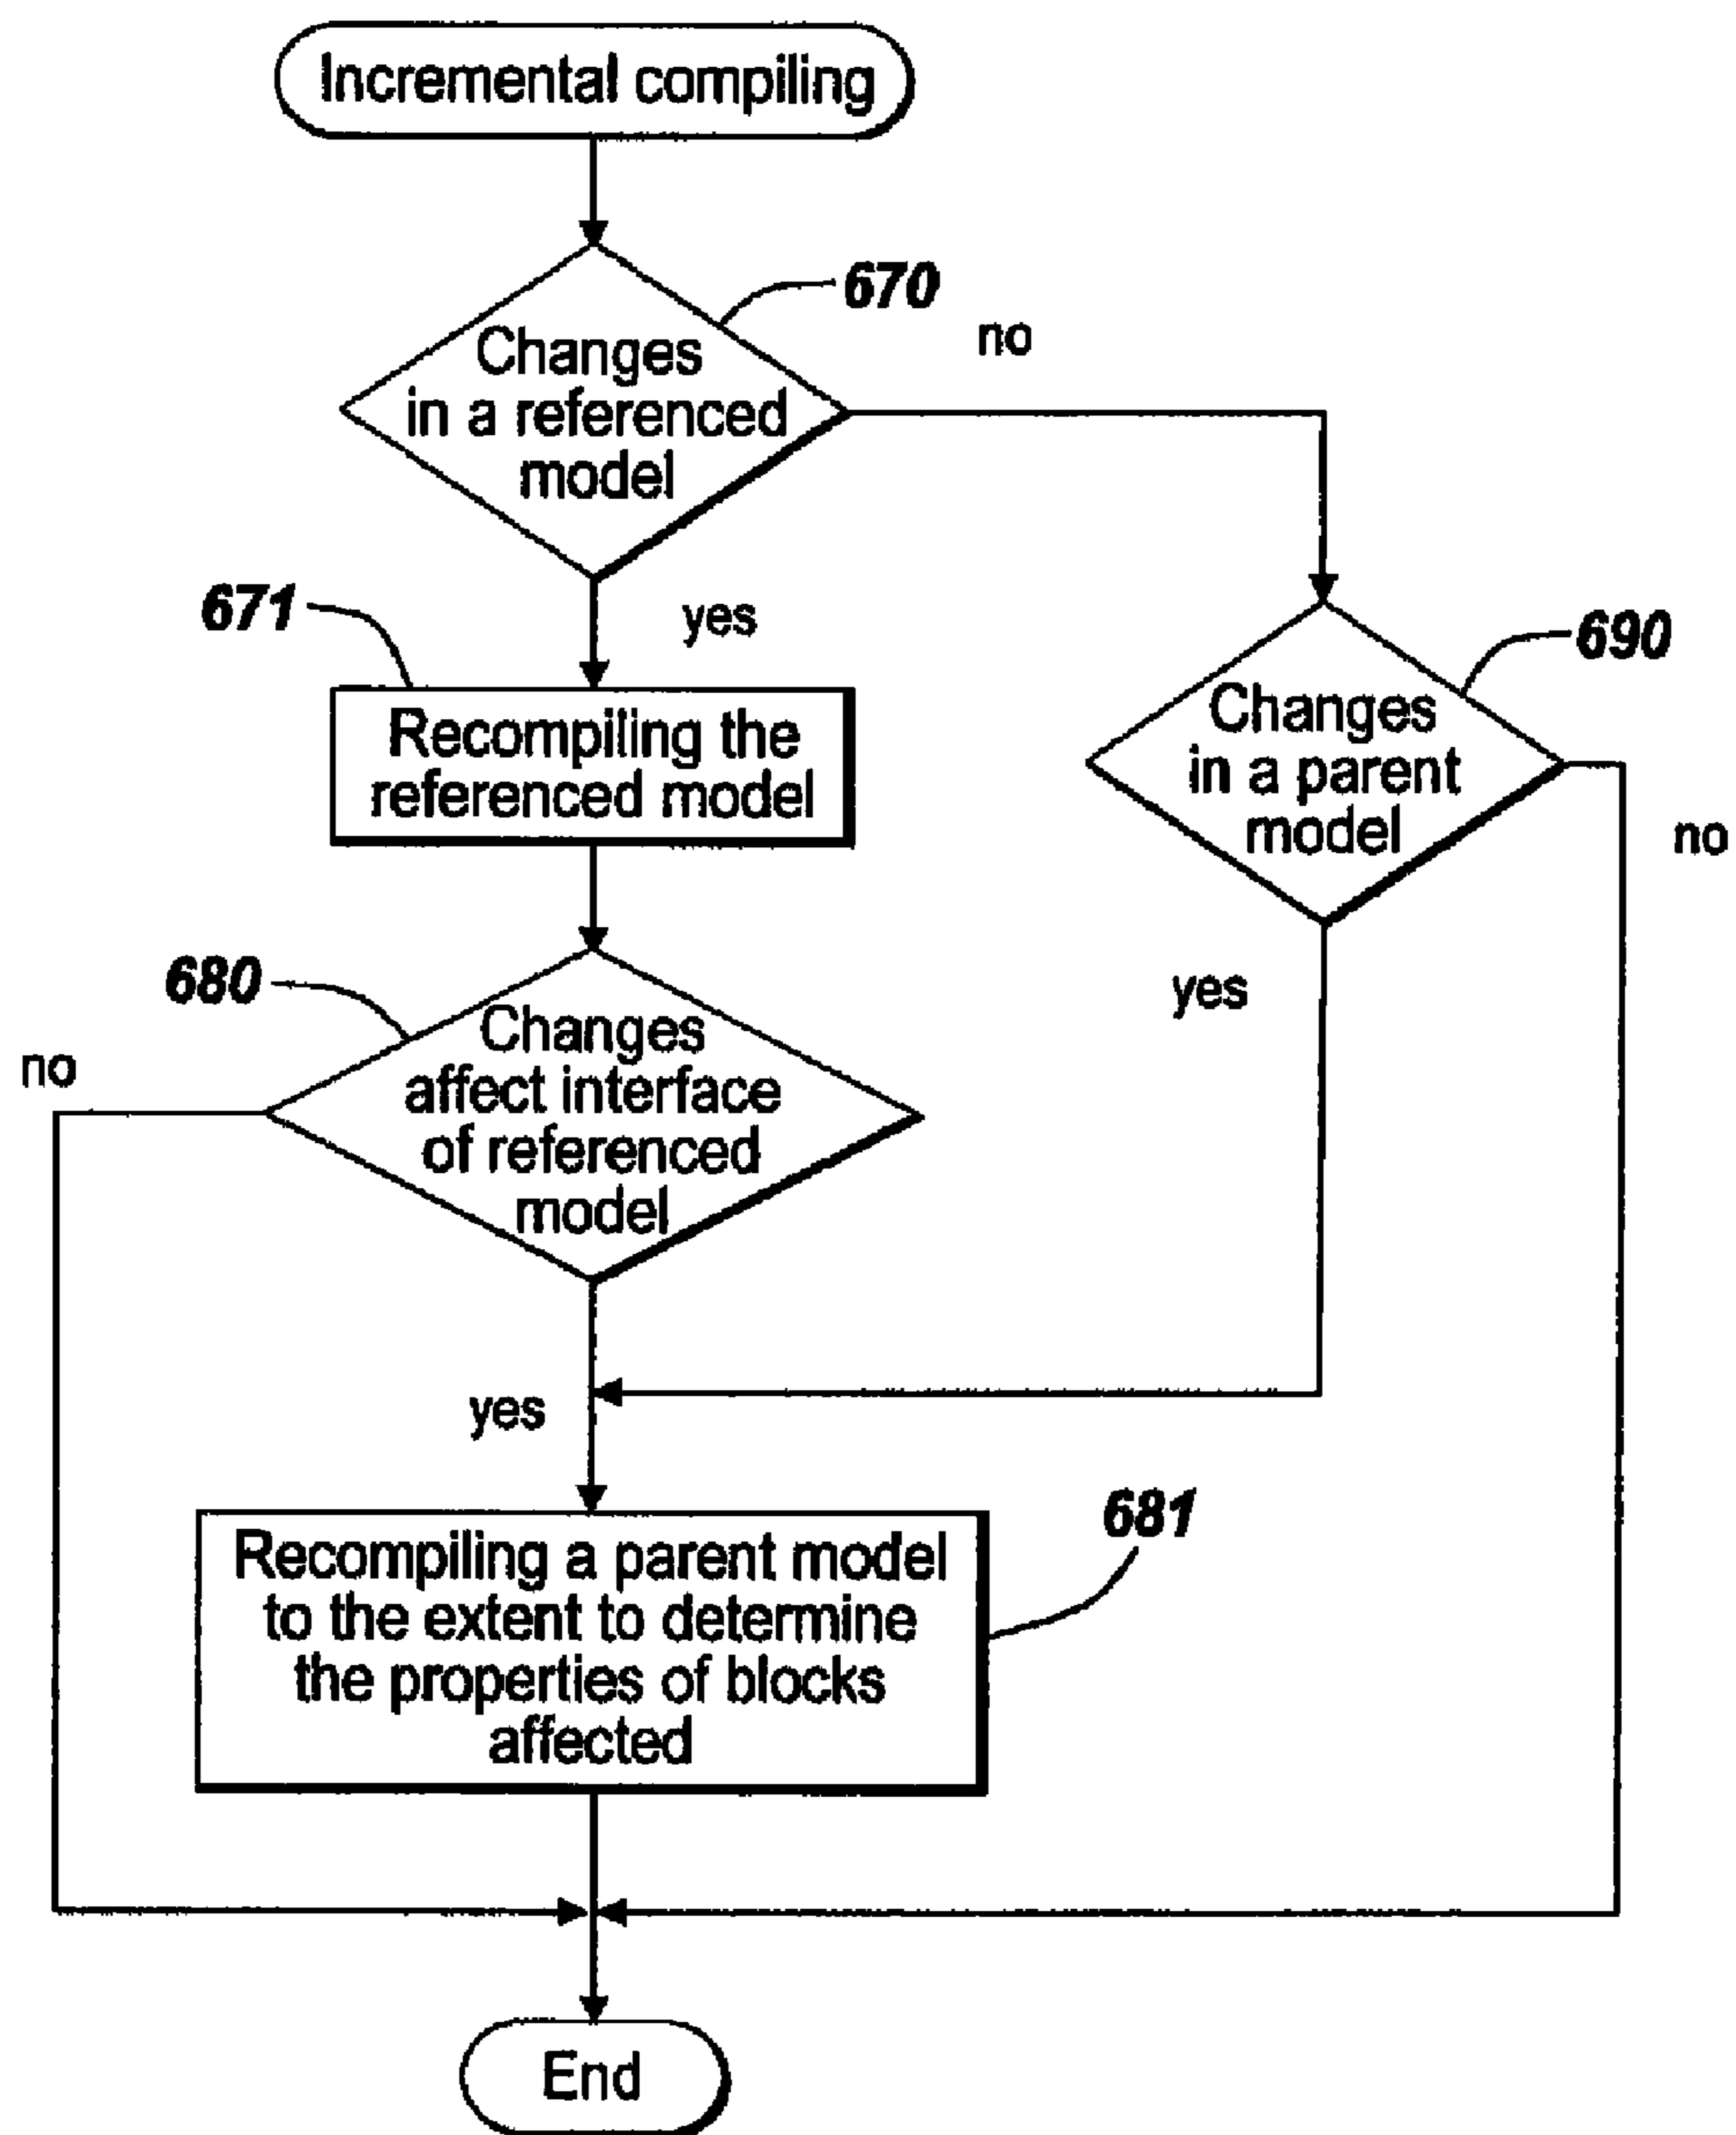 Incremental compiling
670
Changes
in a referenced
model
no
yes
671
Recompiling the
referenced model
690
Changes
in a parent
model
no
yes
680
Changes
affect interface
of referenced
model
no
yes
681
Recompiling a parent model
to the extent to determine
the properties of blocks
affected
End